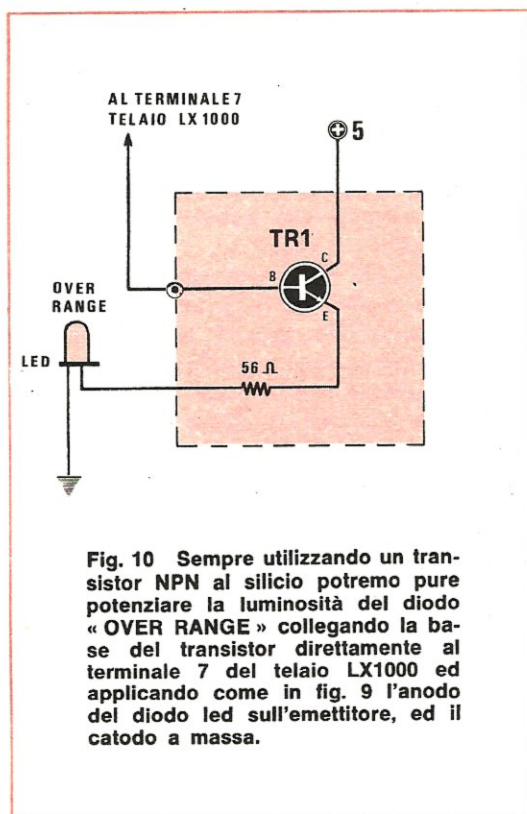 AL TERMINALE 7
TELAIO LX 1000
⊕ 5
TR1
C
B
E
OVER
RANGE
LED
56 Ω
Fig. 10 Sempre utilizzando un tran-
sistor NPN al silicio potremo pure
potenziare la luminosità del diodo
« OVER RANGE » collegando la ba-
se del transistor direttamente al
terminale 7 del telaio LX1000 ed
applicando come in fig. 9 l'anodo
del diodo led sull'emettitore, ed il
catodo a massa.